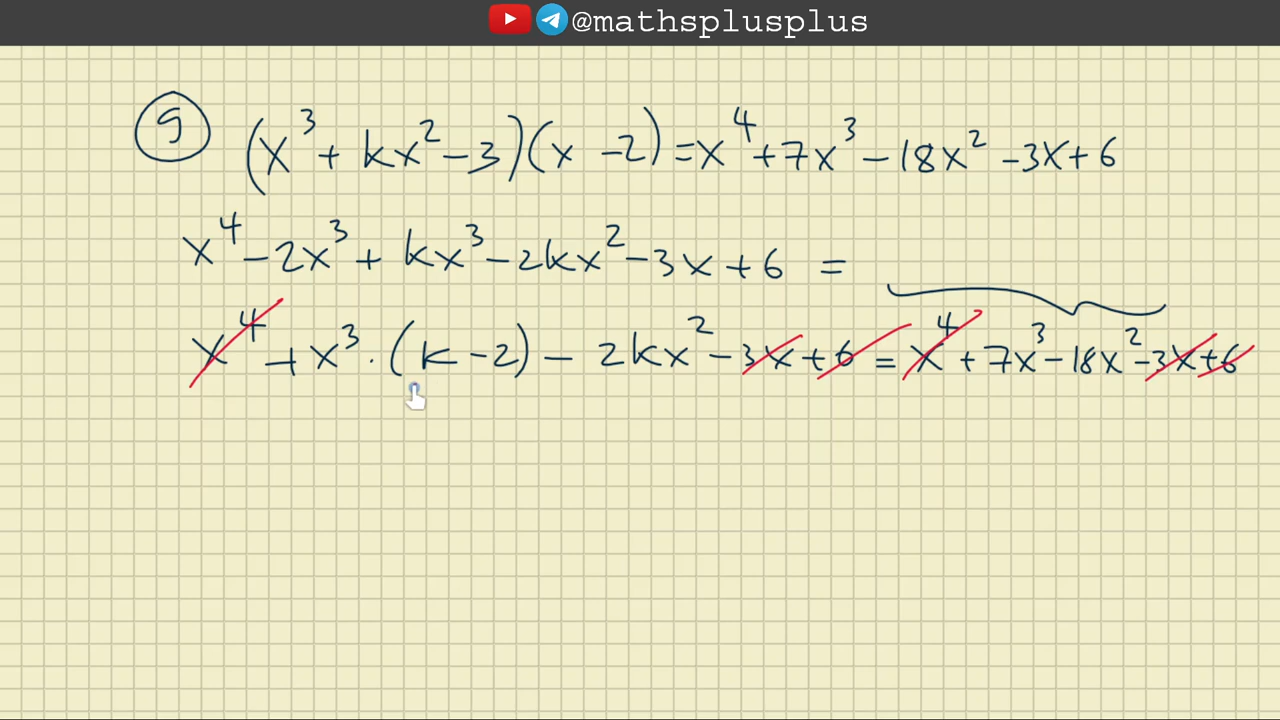 @mathsplusplus
9 (x³ + kx² - 3)(x - 2) = x⁴ + 7x³ - 18x² - 3x + 6
x⁴ - 2x³ + kx³ - 2kx² - 3x + 6 =
x⁴ + x³ · (k - 2) - 2kx² - 3x + 6 = x⁴ + 7x³ - 18x² - 3x + 6